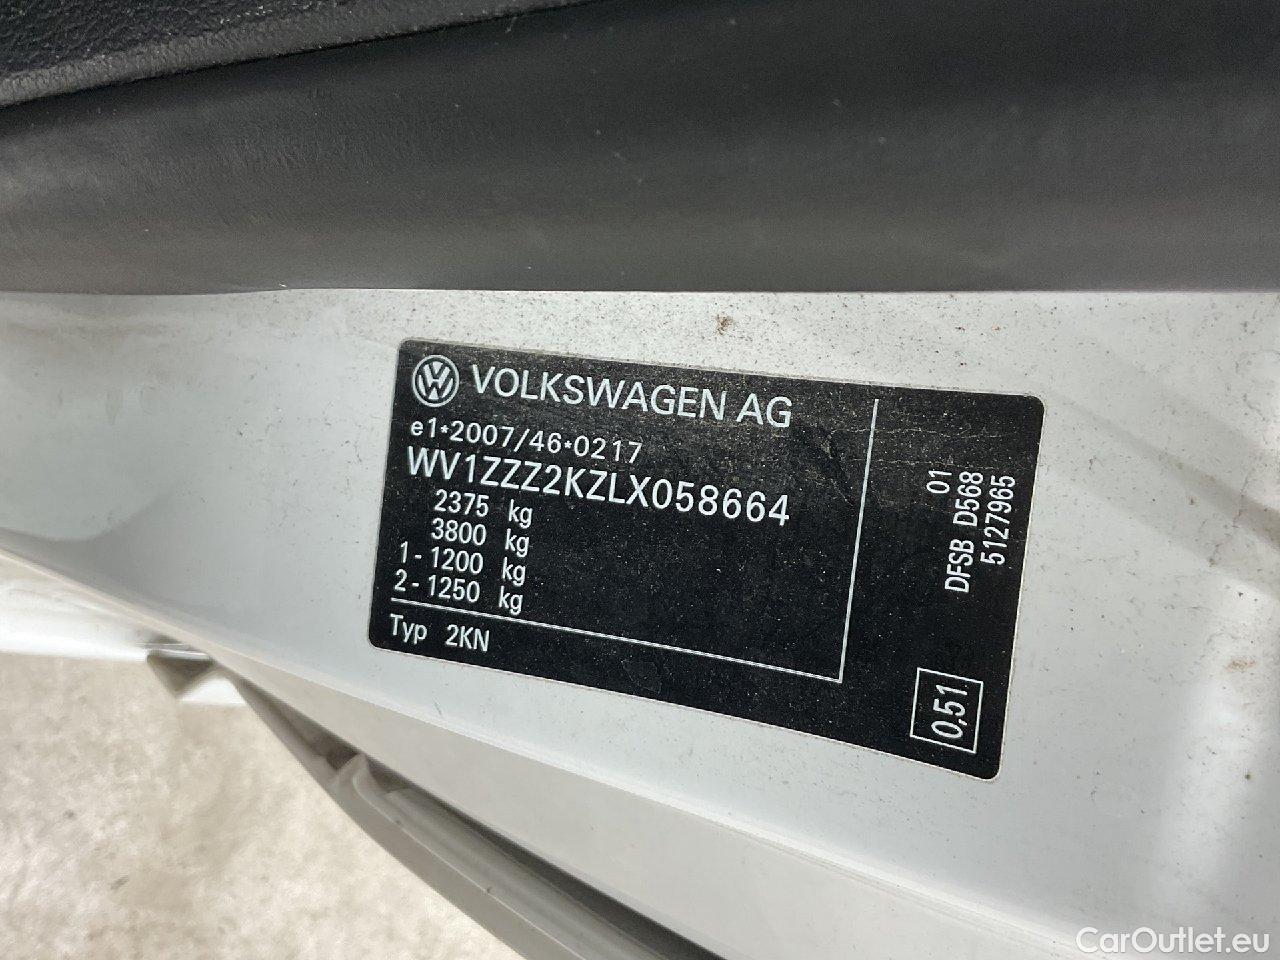 VOLKSWAGEN AG
e1*2007/46*0217
WV1ZZZ2KZLX058664
2375 kg
3800 kg
1 - 1200 kg
2 - 1250 kg
Typ 2KN
01
DFSB D568
5127965
0,51
CarOutlet.eu